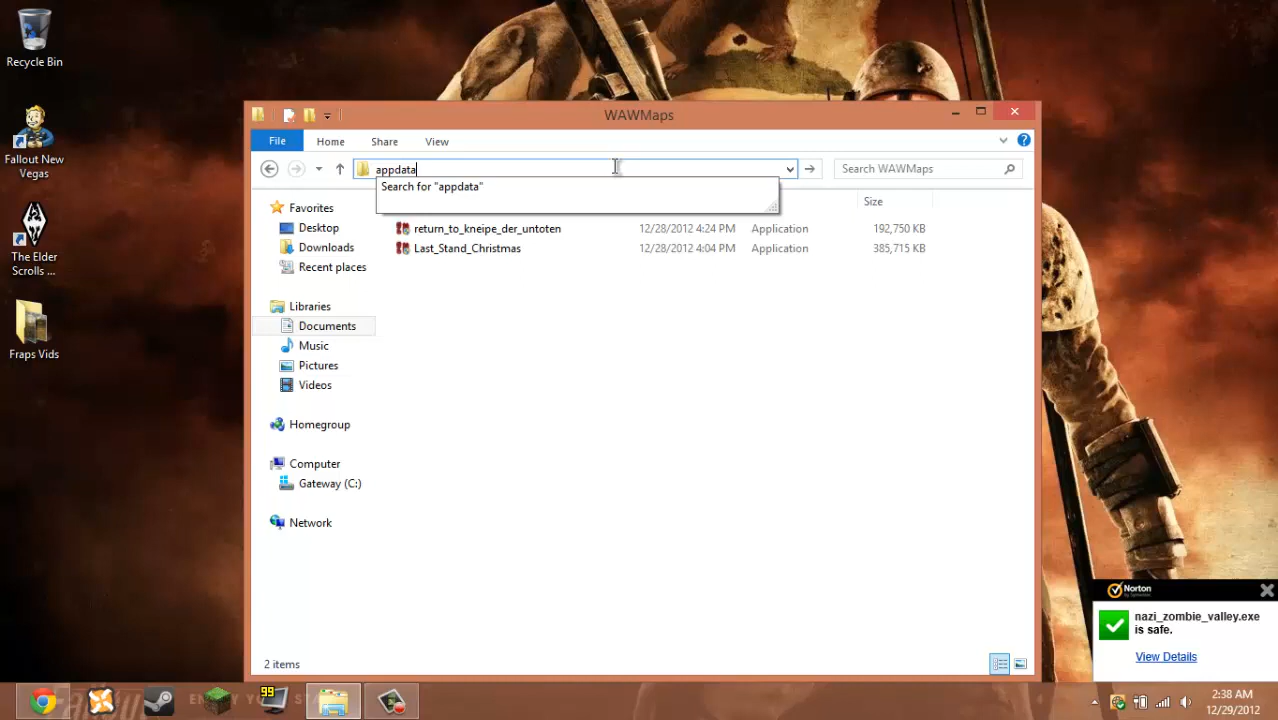 Recycle Bin
Fallout New
Vegas
The Elder
Scrolls ...
Fraps Vids
WAWMaps
File
Home
Share
View
appdata
Search WAWMaps
Search for "appdata"
Size
return_to_kneipe_der_untoten 12/28/2012 4:24 PM Application 192,750 KB
Last_Stand_Christmas 12/28/2012 4:04 PM Application 385,715 KB
Favorites
Desktop
Downloads
Recent places
Libraries
Documents
Music
Pictures
Videos
Homegroup
Computer
Gateway (C:)
Network
2 items
Norton
by Symantec
nazi_zombie_valley.exe
is safe.
View Details
99
2:38 AM
12/29/2012